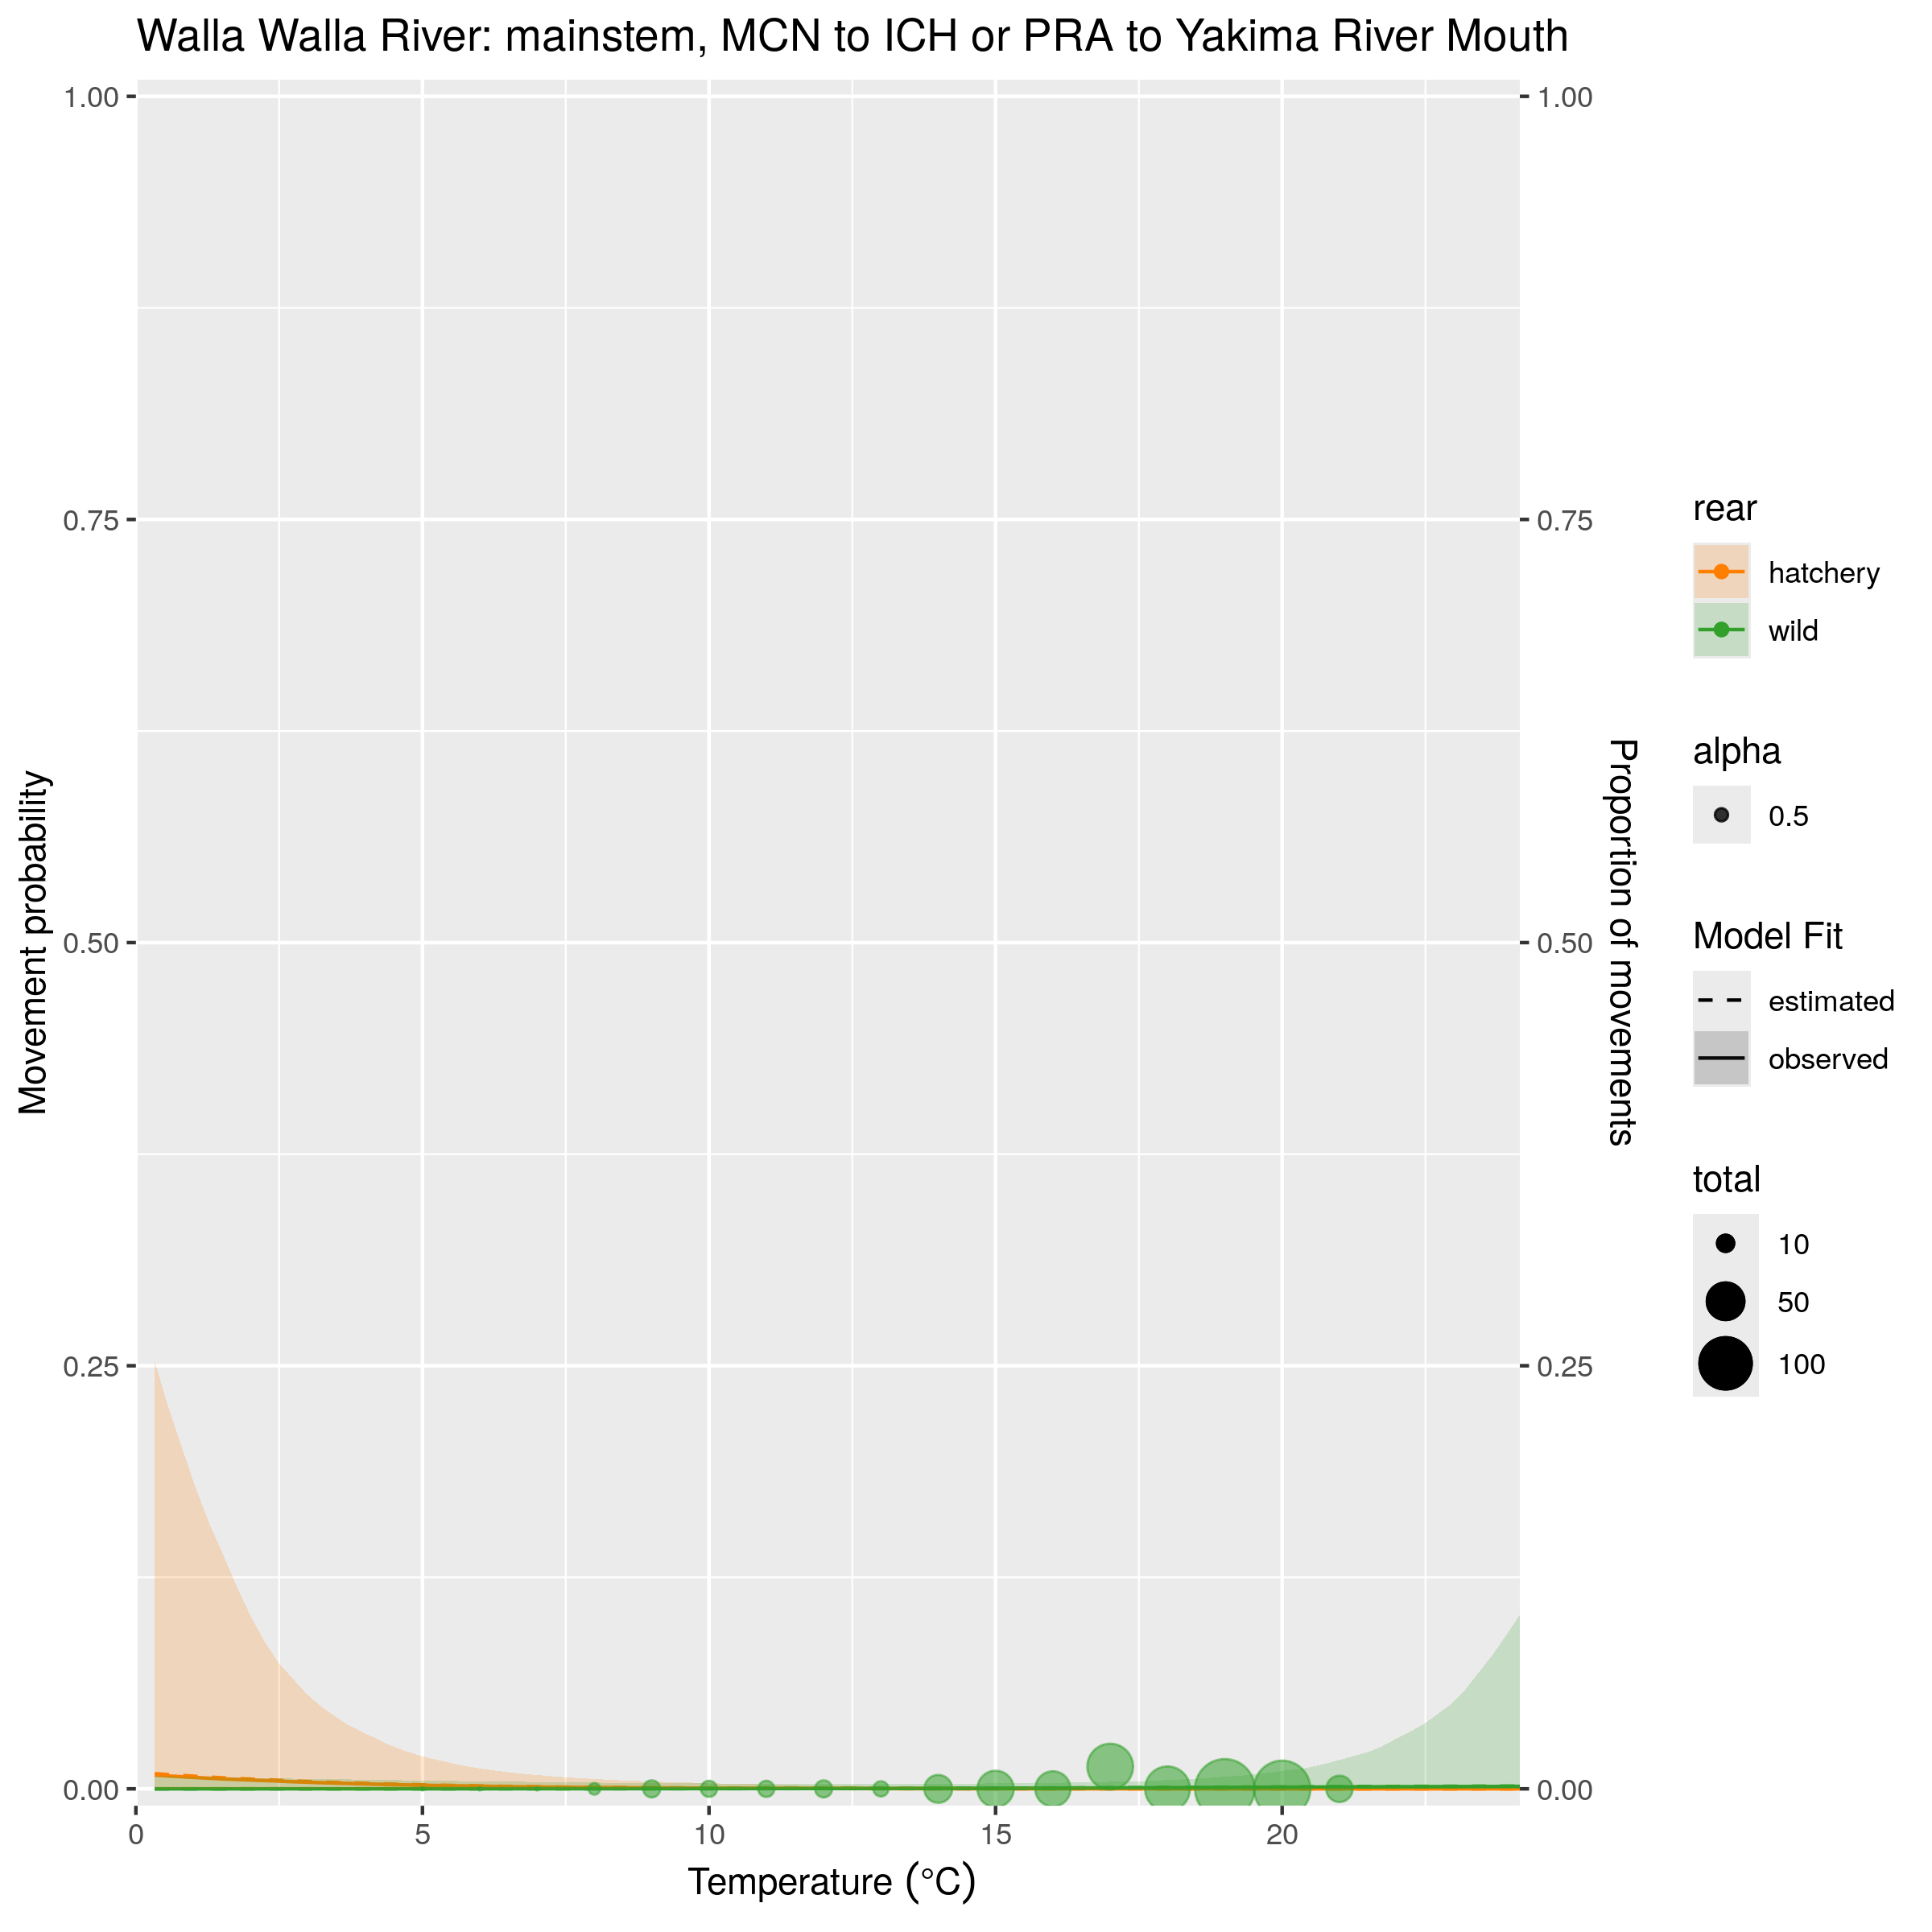 Walla Walla River: mainstem, MCN to ICH or PRA to Yakima River Mouth
1.00
0.75
0.50
0.25
0.00
Movement probability
0
5
10
15
20
Temperature (°C)
1.00
0.75
0.50
0.25
0.00
Proportion of movements
rear
hatchery
wild
alpha
0.5
Model Fit
estimated
observed
total
10
50
100